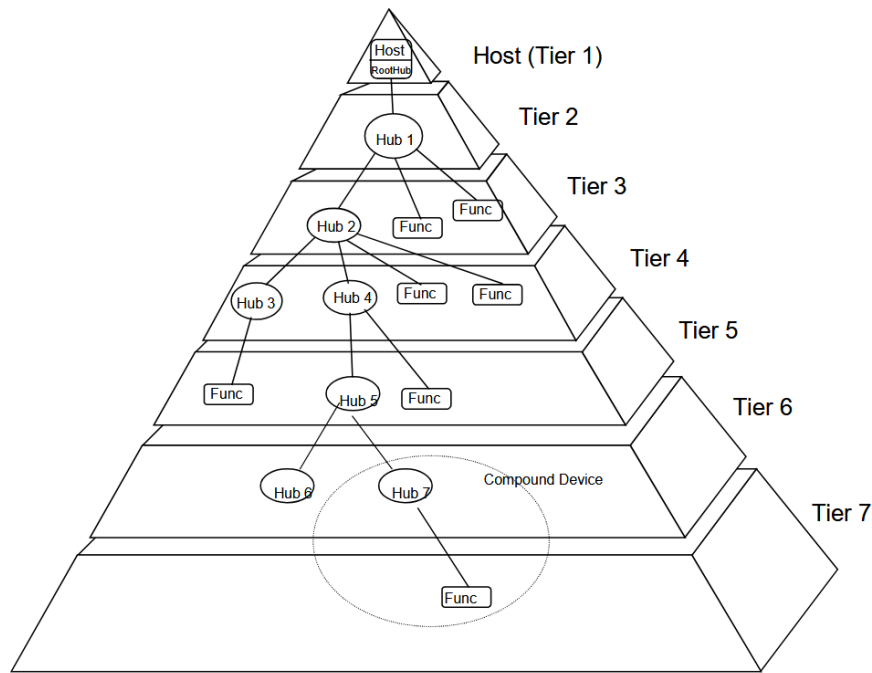 Host
RootHub
Host (Tier 1)
Tier 2
Hub 1
Tier 3
Func
Hub 2
Func
Tier 4
Hub 3
Hub 4
Func
Func
Tier 5
Func
Hub 5
Func
Tier 6
Compound Device
Hub 6
Hub 7
Tier 7
Func